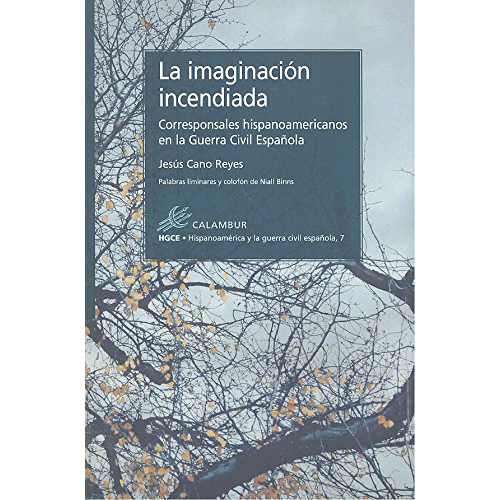 La imaginación
incendiada
Corresponsales hispanoamericanos
en la Guerra Civil Española
Jesús Cano Reyes
Palabras liminares y colofón de Niall Binns
CALAMBUR
HGCE • Hispanoamérica y la guerra civil española, 7